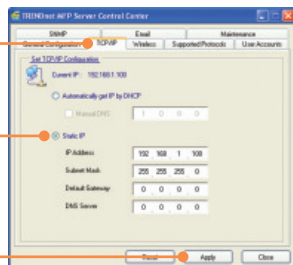 TRENDnet MFP Server Control Center
SNMP Email Maintenance
General Configuration TCP/IP Wireless Supported Protocols User Accounts
Set TCP/IP Configuration
Current IP: 192.168.1.100
Automatically get IP by DHCP
Manual DNS 1 0 0 0
Static IP
IP Address 192 168 1 100
Subnet Mask 255 255 255 0
Default Gateway 0 0 0 0
DNS Server 0 0 0 0
Reset Apply Close